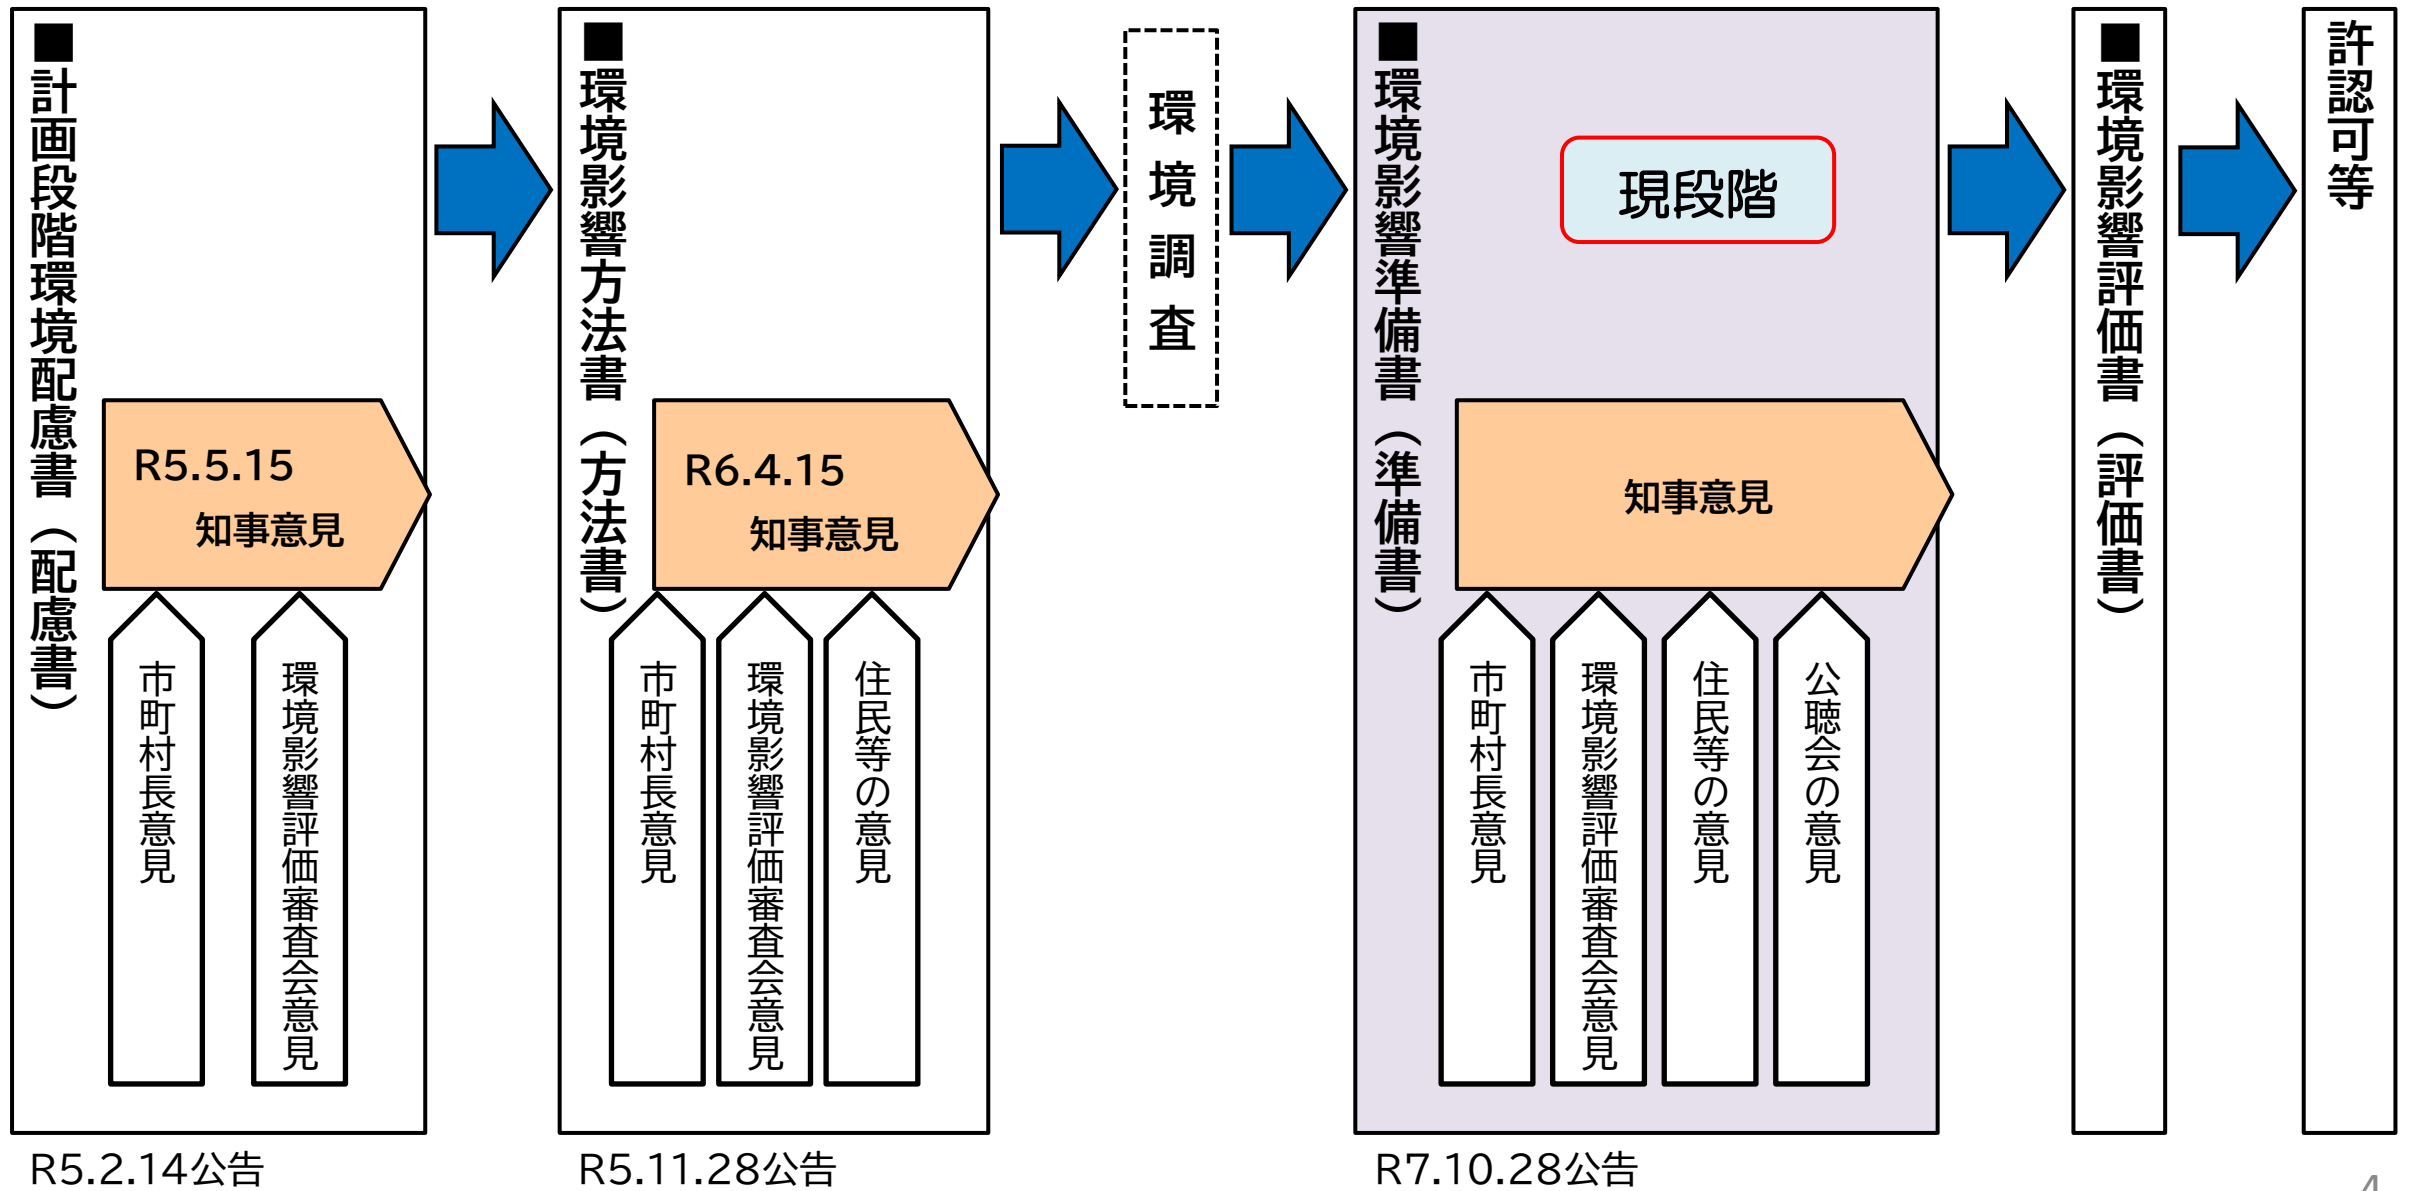 ■計画段階環境配慮書（配慮書）
R5.5.15
知事意見
市町村長意見
環境影響評価審査会意見
R5.2.14公告
■環境影響方法書（方法書）
R6.4.15
知事意見
市町村長意見
環境影響評価審査会意見
住民等の意見
R5.11.28公告
環境調査
■環境影響準備書（準備書）
現段階
知事意見
市町村長意見
環境影響評価審査会意見
住民等の意見
公聴会の意見
R7.10.28公告
■環境影響評価書（評価書）
許認可等
4